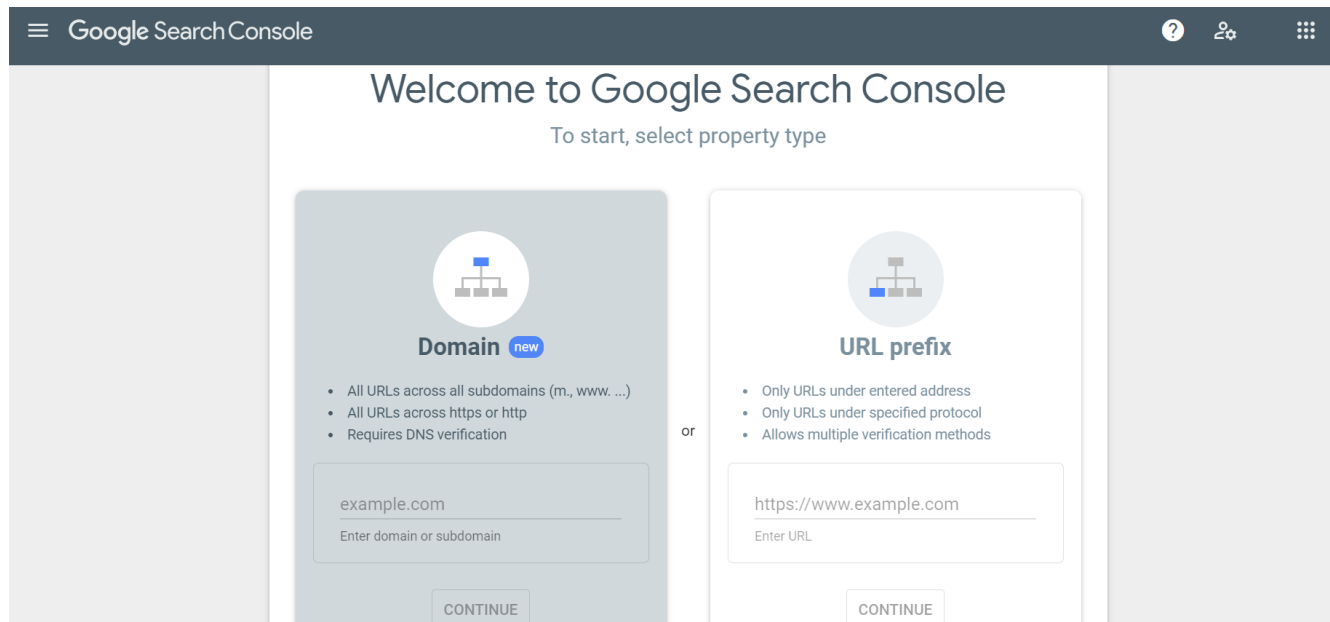 Google Search Console
Welcome to Google Search Console
To start, select property type
Domain new
• All URLs across all subdomains (m., www. ...)
• All URLs across https or http
• Requires DNS verification
example.com
Enter domain or subdomain
CONTINUE
or
URL prefix
• Only URLs under entered address
• Only URLs under specified protocol
• Allows multiple verification methods
https://www.example.com
Enter URL
CONTINUE